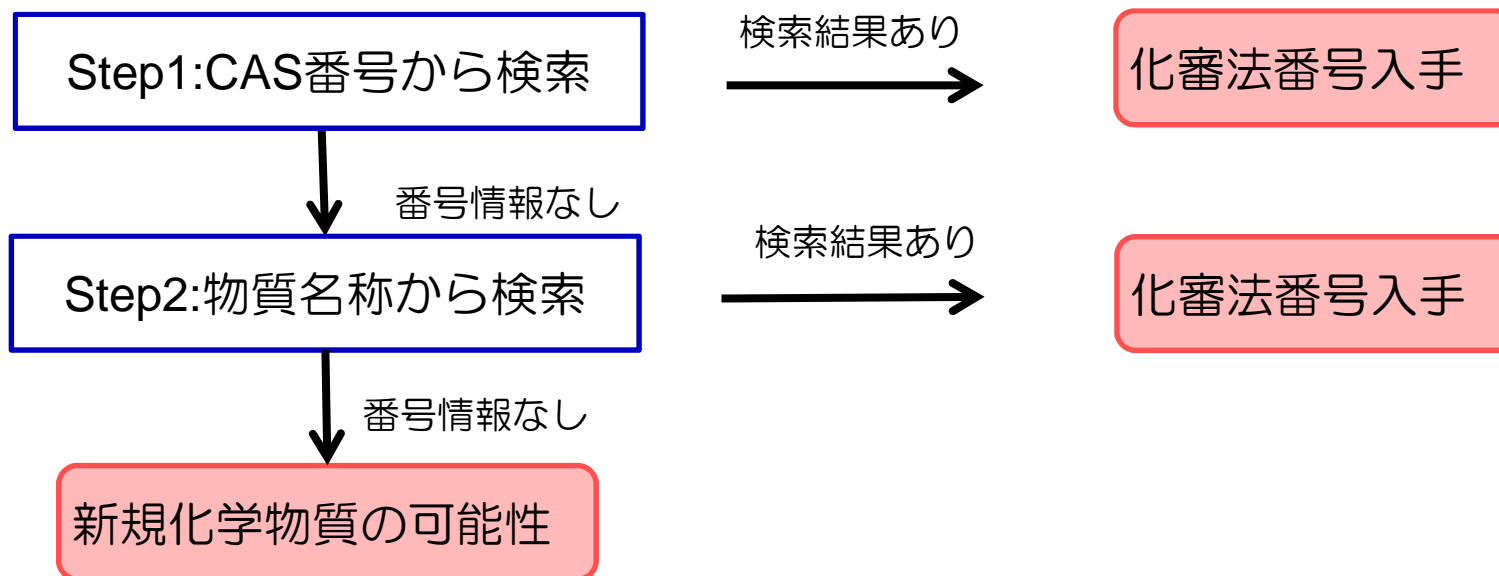 Step1:CAS番号から検索
検索結果あり
化審法番号入手
番号情報なし
Step2:物質名称から検索
検索結果あり
化審法番号入手
番号情報なし
新規化学物質の可能性